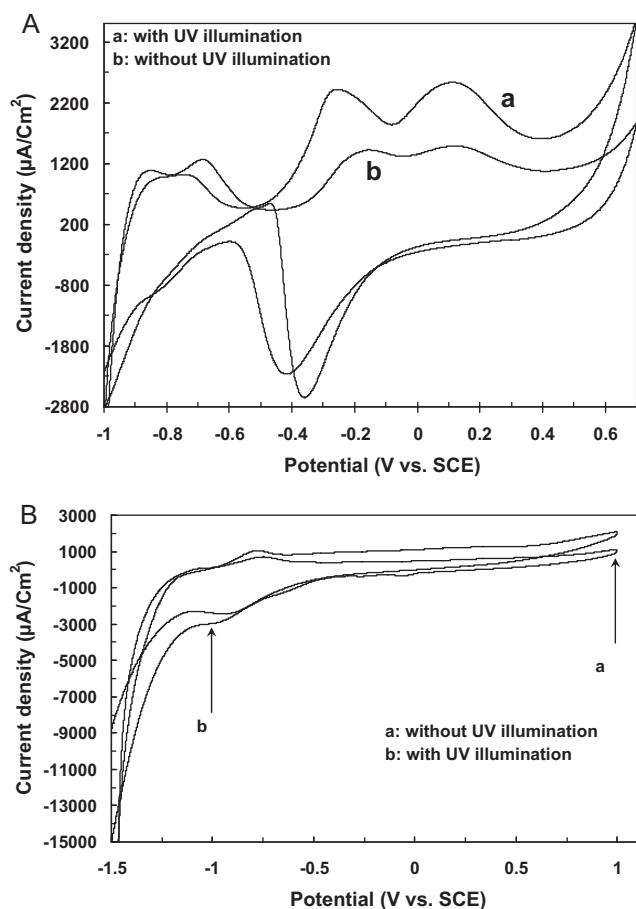 A
a: with UV illumination
b: without UV illumination
Current density (µA/Cm²)
3200
2200
1200
200
-800
-1800
-2800
a
b
-1 -0.8 -0.6 -0.4 -0.2 0 0.2 0.4 0.6
Potential (V vs. SCE)
B
Current density (µA/Cm²)
3000
1000
-1000
-3000
-5000
-7000
-9000
-11000
-13000
-15000
b
a
a: without UV illumination
b: with UV illumination
-1.5 -1 -0.5 0 0.5 1
Potential (V vs. SCE)